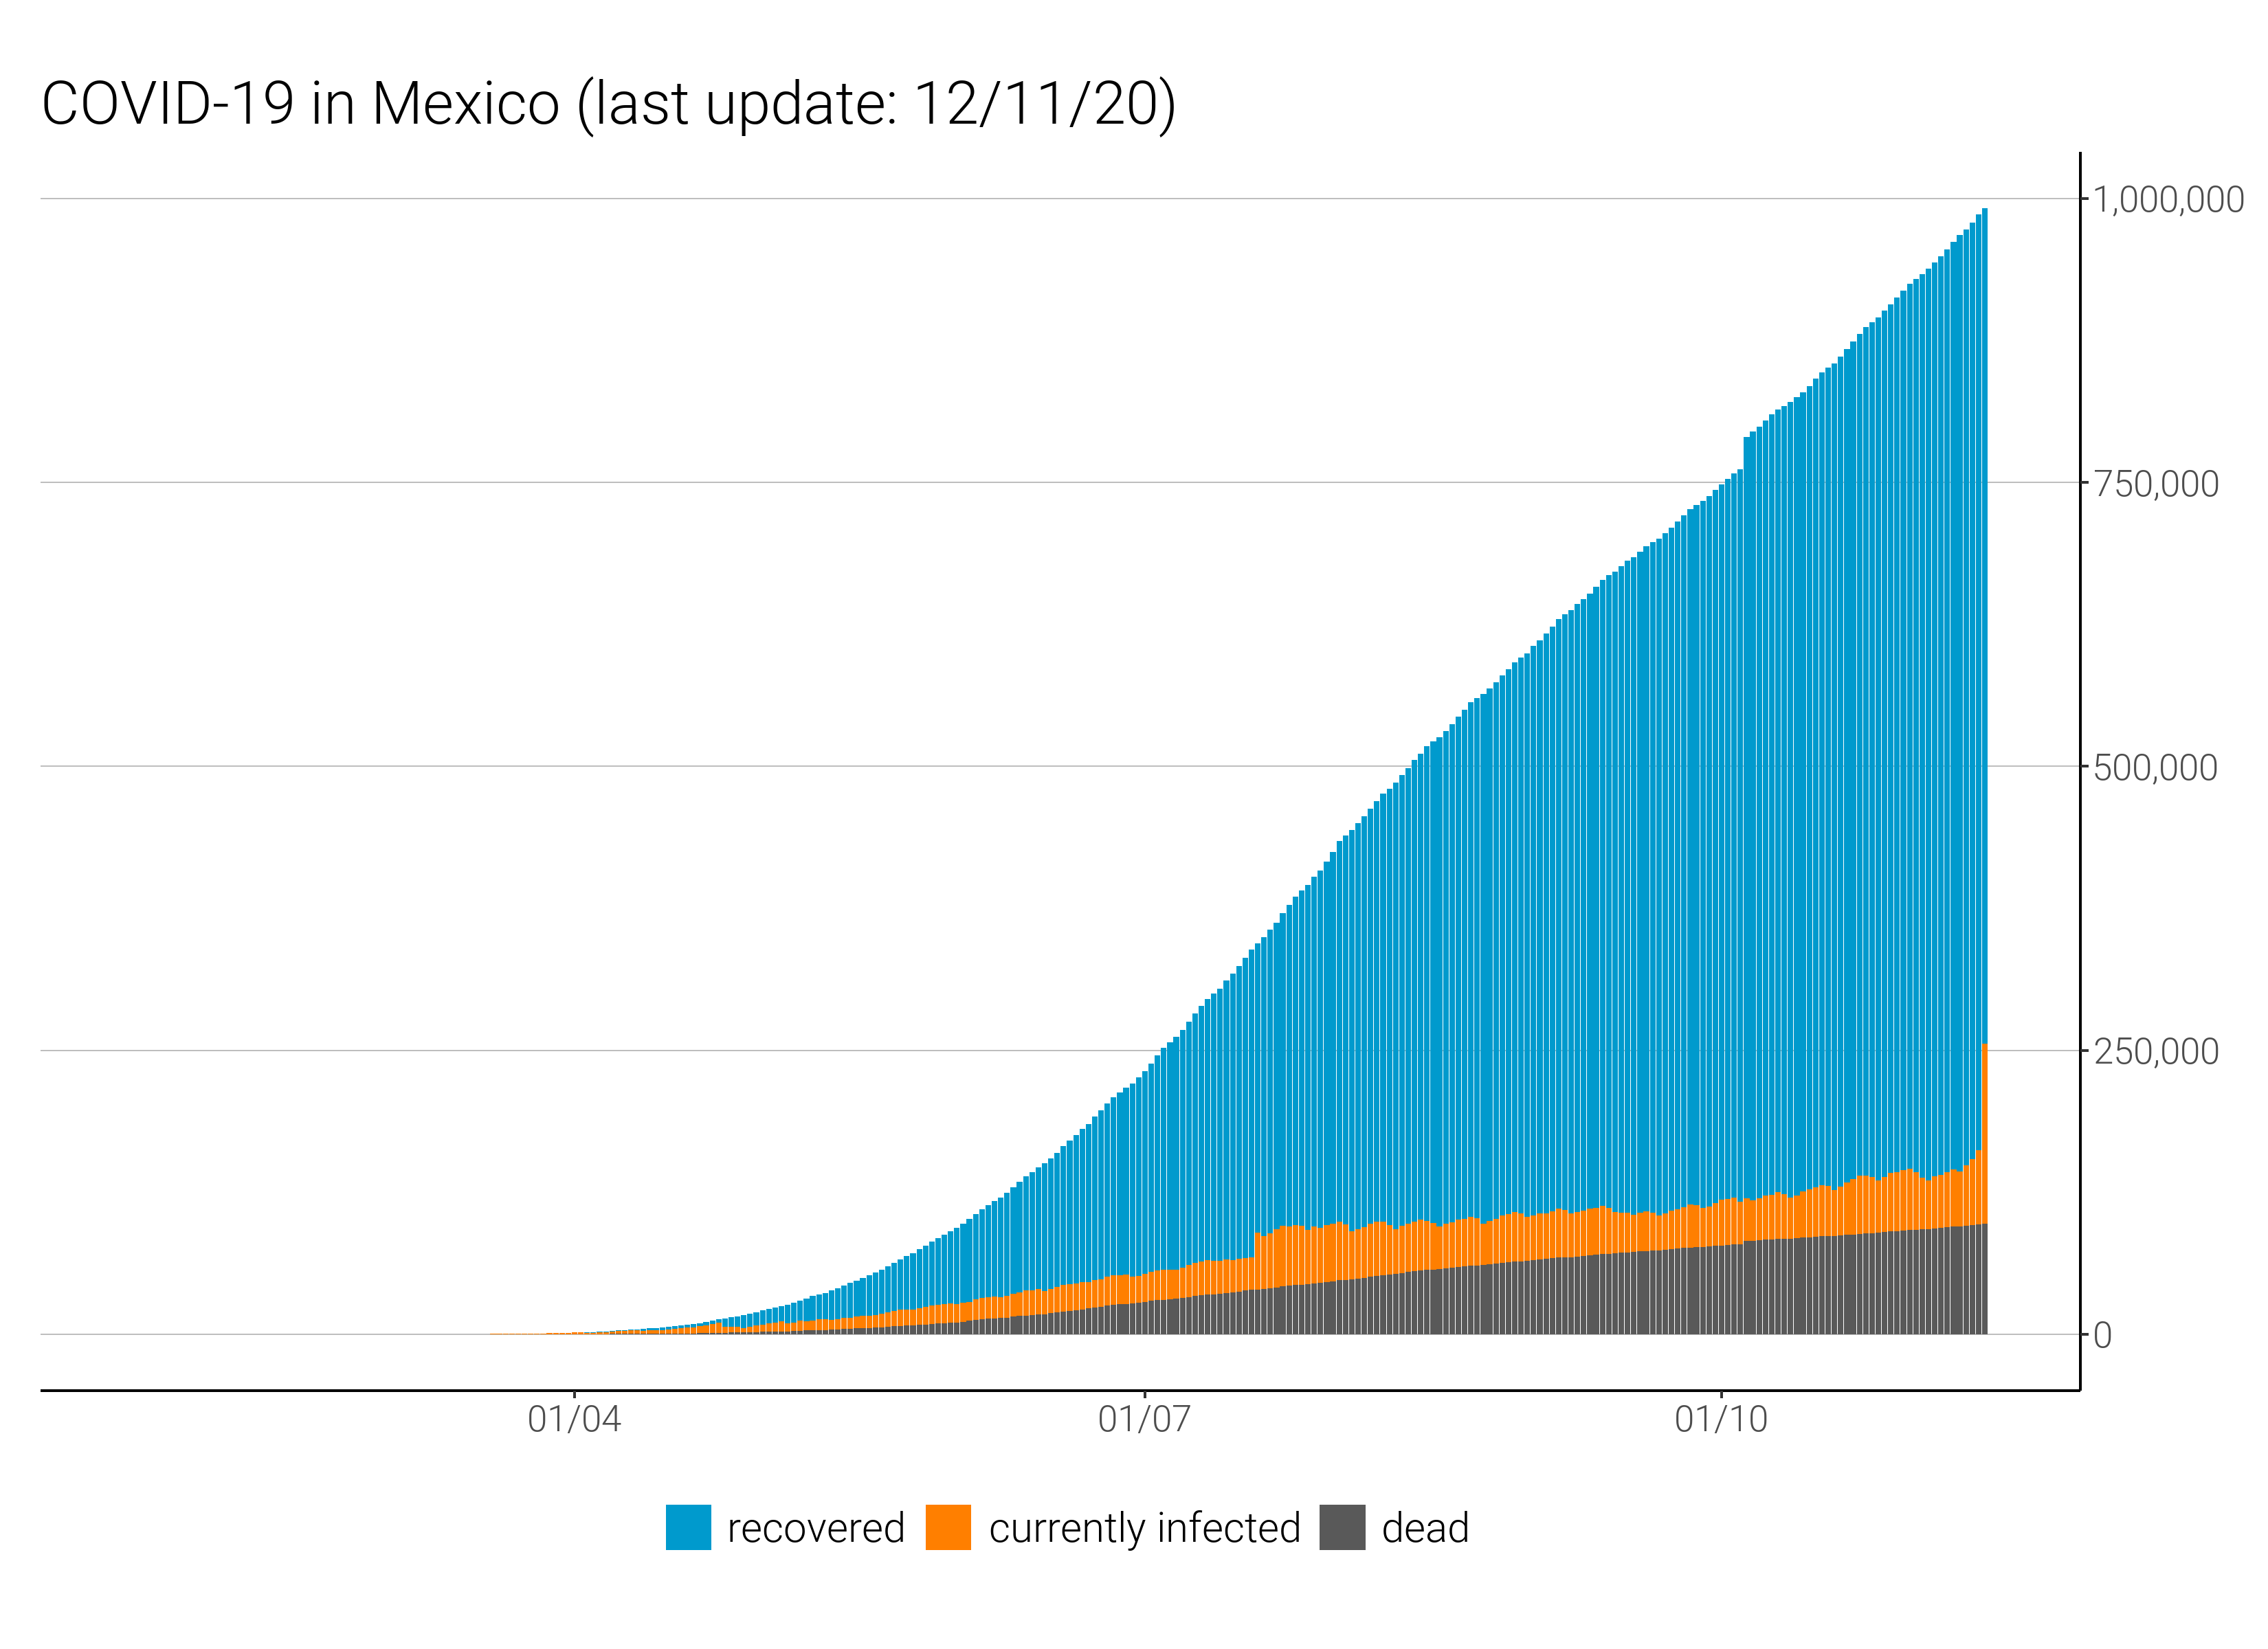 COVID-19 in Mexico (last update: 12/11/20)
1,000,000
750,000
500,000
250,000
0
01/04 01/07 01/10
recovered currently infected dead